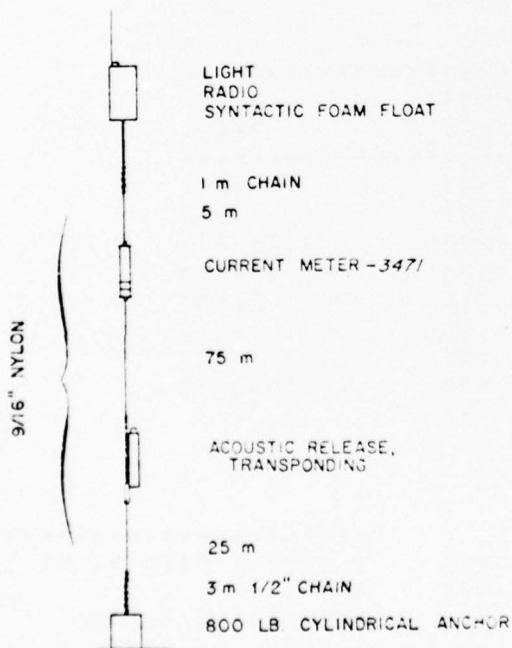 LIGHT
RADIO
SYNTACTIC FOAM FLOAT
1 m CHAIN
5 m
CURRENT METER -3471
9/16" NYLON
75 m
ACOUSTIC RELEASE,
TRANSPONDING
25 m
3 m 1/2" CHAIN
800 LB. CYLINDRICAL ANCHOR